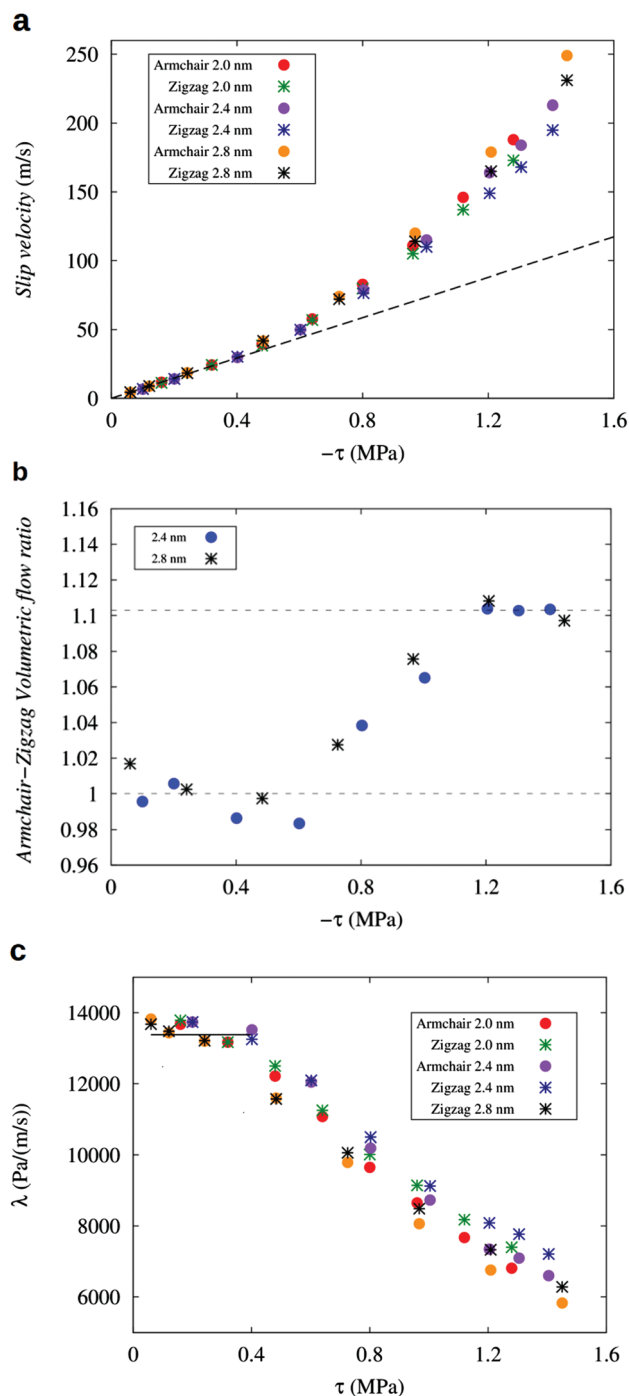 a
250
200
150
100
50
0
Slip velocity (m/s)
Armchair 2.0 nm
Zigzag 2.0 nm
Armchair 2.4 nm
Zigzag 2.4 nm
Armchair 2.8 nm
Zigzag 2.8 nm
0 0.4 0.8 1.2 1.6
−τ (MPa)
b
1.16
1.14
1.12
1.1
1.08
1.06
1.04
1.02
1
0.98
0.96
Armchair−Zigzag Volumetric flow ratio
2.4 nm
2.8 nm
0 0.4 0.8 1.2 1.6
−τ (MPa)
c
14000
12000
10000
8000
6000
λ (Pa/(m/s))
Armchair 2.0 nm
Zigzag 2.0 nm
Armchair 2.4 nm
Zigzag 2.4 nm
Zigzag 2.8 nm
0 0.4 0.8 1.2 1.6
τ (MPa)